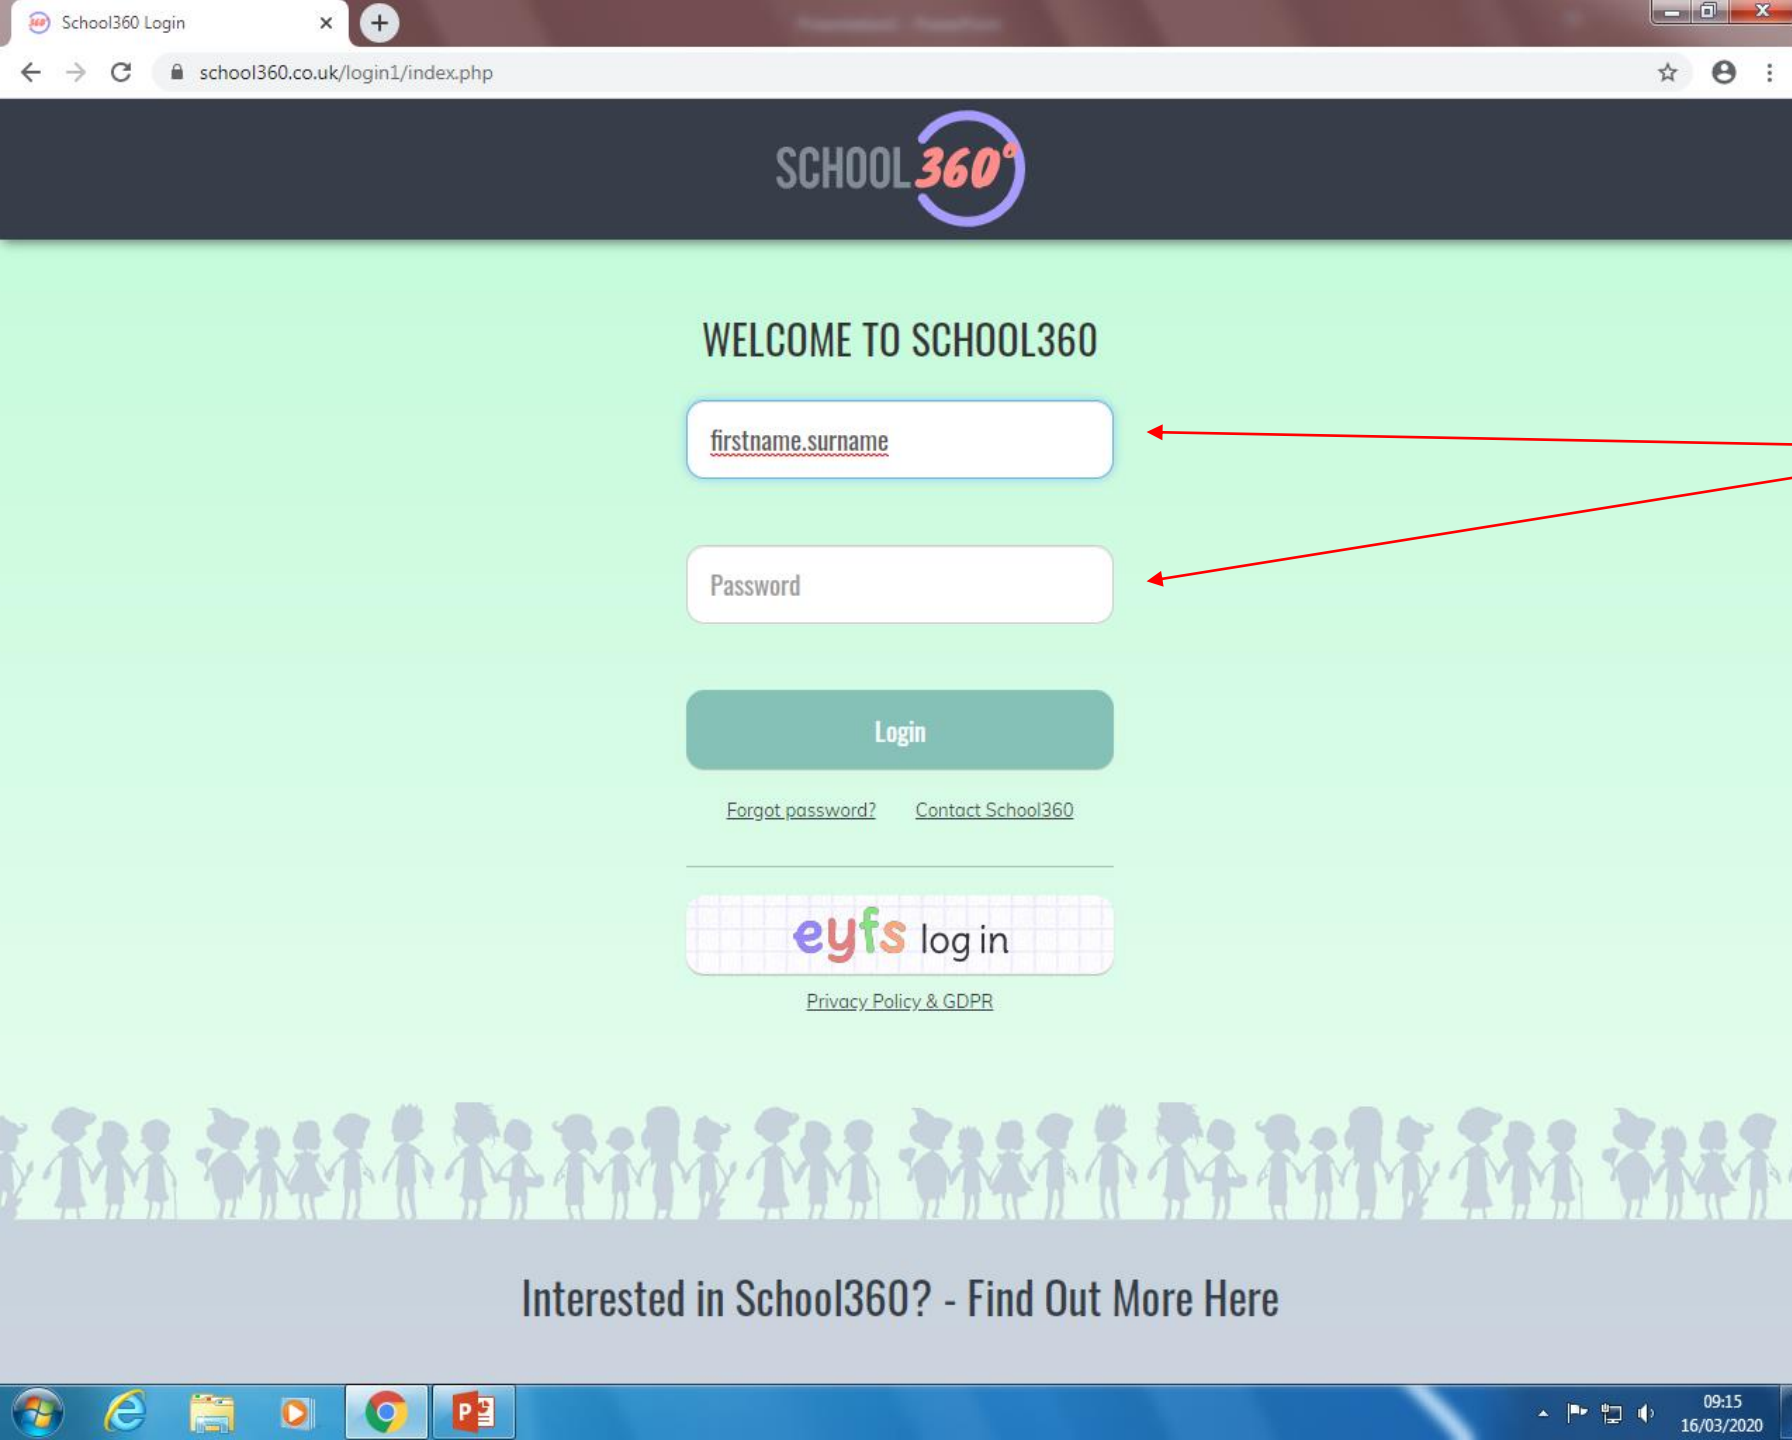 School360 Login
school360.co.uk/login1/index.php
SCHOOL 360°
WELCOME TO SCHOOL360
firstname.surname
Password
Login
Forgot password? Contact School360
eyfs log in
Privacy Policy & GDPR
Interested in School360? - Find Out More Here
09:15
16/03/2020